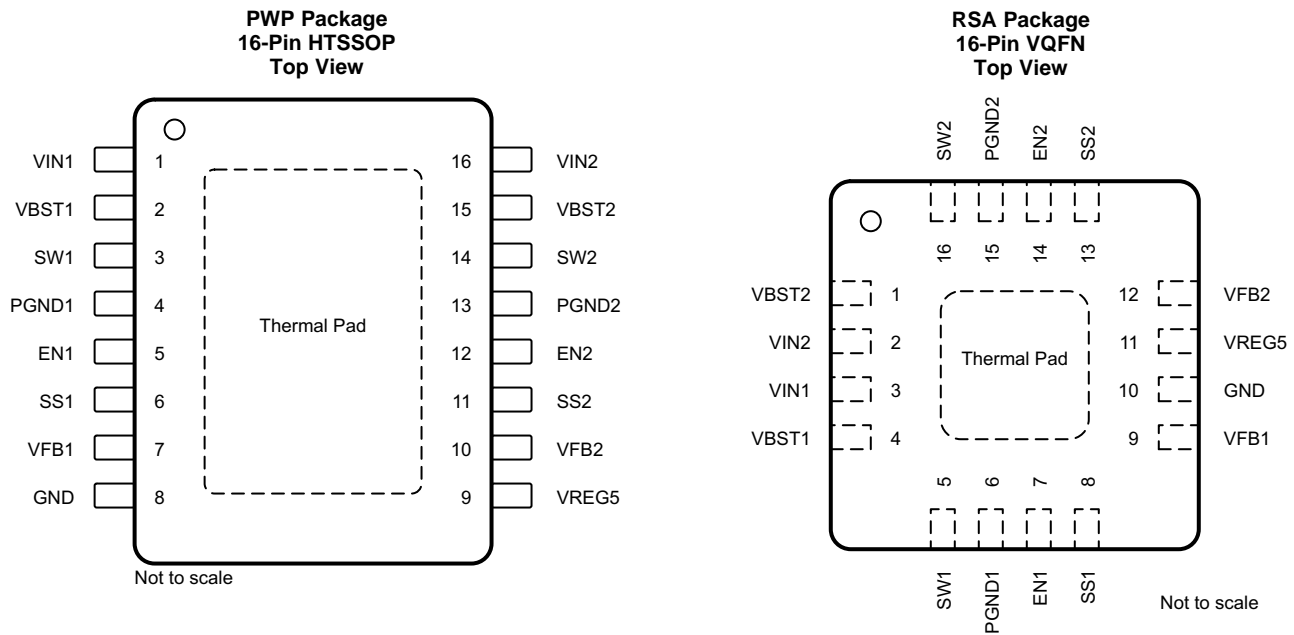 PWP Package
16-Pin HTSSOP
Top View
VIN1 1 16 VIN2
VBST1 2 15 VBST2
SW1 3 14 SW2
PGND1 4 13 PGND2
Thermal Pad
EN1 5 12 EN2
SS1 6 11 SS2
VFB1 7 10 VFB2
GND 8 9 VREG5
Not to scale
RSA Package
16-Pin VQFN
Top View
SW2 PGND2 EN2 SS2
16 15 14 13
VBST2 1 12 VFB2
VIN2 2 11 VREG5
Thermal Pad
VIN1 3 10 GND
VBST1 4 9 VFB1
5 6 7 8
SW1 PGND1 EN1 SS1
Not to scale